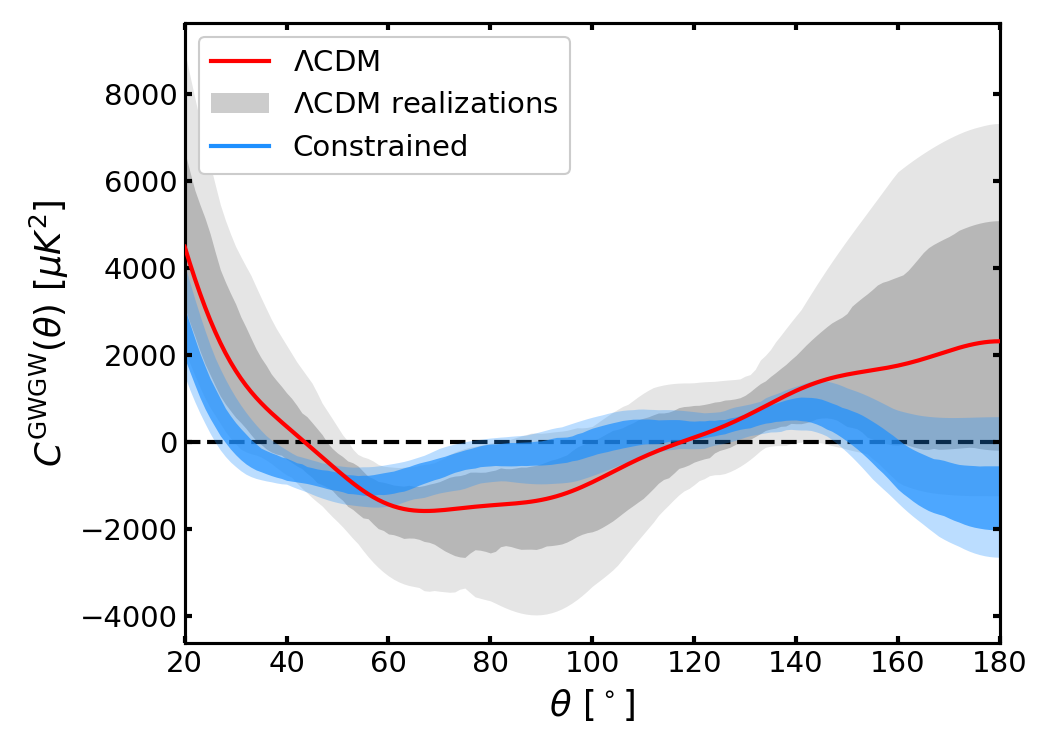 ΛCDM
ΛCDM realizations
Constrained
8000
6000
4000
2000
0
−2000
−4000
C^GWGW(θ) [μK²]
20 40 60 80 100 120 140 160 180
θ [°]